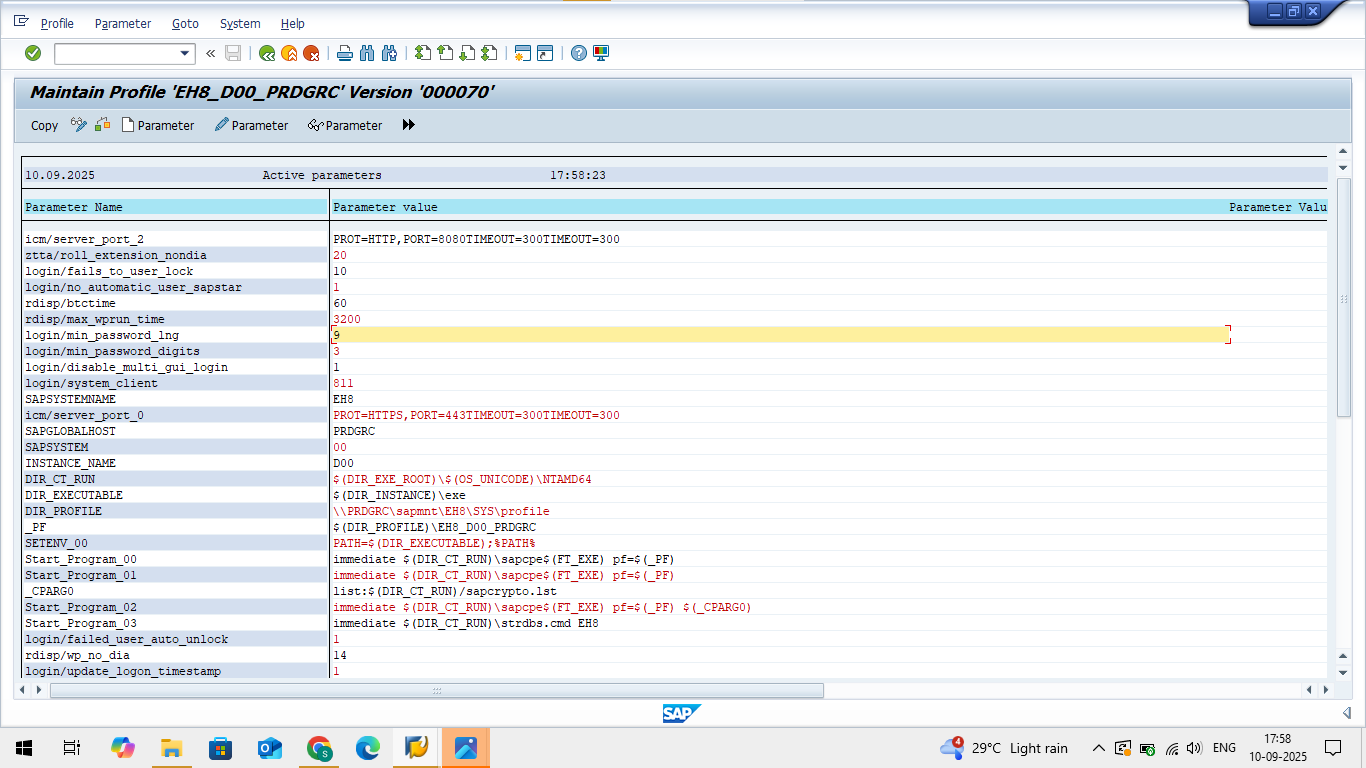 Profile Parameter Goto System Help
Maintain Profile 'EH8_D00_PRDGRC' Version '000070'
Copy Parameter Parameter Parameter
10.09.2025 Active parameters 17:58:23
Parameter Name Parameter value Parameter Valu
icm/server_port_2 PROT=HTTP,PORT=8080TIMEOUT=300TIMEOUT=300
ztta/roll_extension_nondia 20
login/fails_to_user_lock 10
login/no_automatic_user_sapstar 1
rdisp/btctime 60
rdisp/max_wprun_time 3200
login/min_password_lng 9
login/min_password_digits 3
login/disable_multi_gui_login 1
login/system_client 811
SAPSYSTEMNAME EH8
icm/server_port_0 PROT=HTTPS,PORT=443TIMEOUT=300TIMEOUT=300
SAPGLOBALHOST PRDGRC
SAPSYSTEM 00
INSTANCE_NAME D00
DIR_CT_RUN $(DIR_EXE_ROOT)\$(OS_UNICODE)\NTAMD64
DIR_EXECUTABLE $(DIR_INSTANCE)\exe
DIR_PROFILE \\PRDGRC\sapmnt\EH8\SYS\profile
_PF $(DIR_PROFILE)\EH8_D00_PRDGRC
SETENV_00 PATH=$(DIR_EXECUTABLE);%PATH%
Start_Program_00 immediate $(DIR_CT_RUN)\sapcpe$(FT_EXE) pf=$(_PF)
Start_Program_01 immediate $(DIR_CT_RUN)\sapcpe$(FT_EXE) pf=$(_PF)
_CPARG0 list:$(DIR_CT_RUN)/sapcrypto.lst
Start_Program_02 immediate $(DIR_CT_RUN)\sapcpe$(FT_EXE) pf=$(_PF) $(_CPARG0)
Start_Program_03 immediate $(DIR_CT_RUN)\strdbs.cmd EH8
login/failed_user_auto_unlock 1
rdisp/wp_no_dia 14
login/update_logon_timestamp 1
SAP
4 29°C Light rain ENG 17:58
10-09-2025